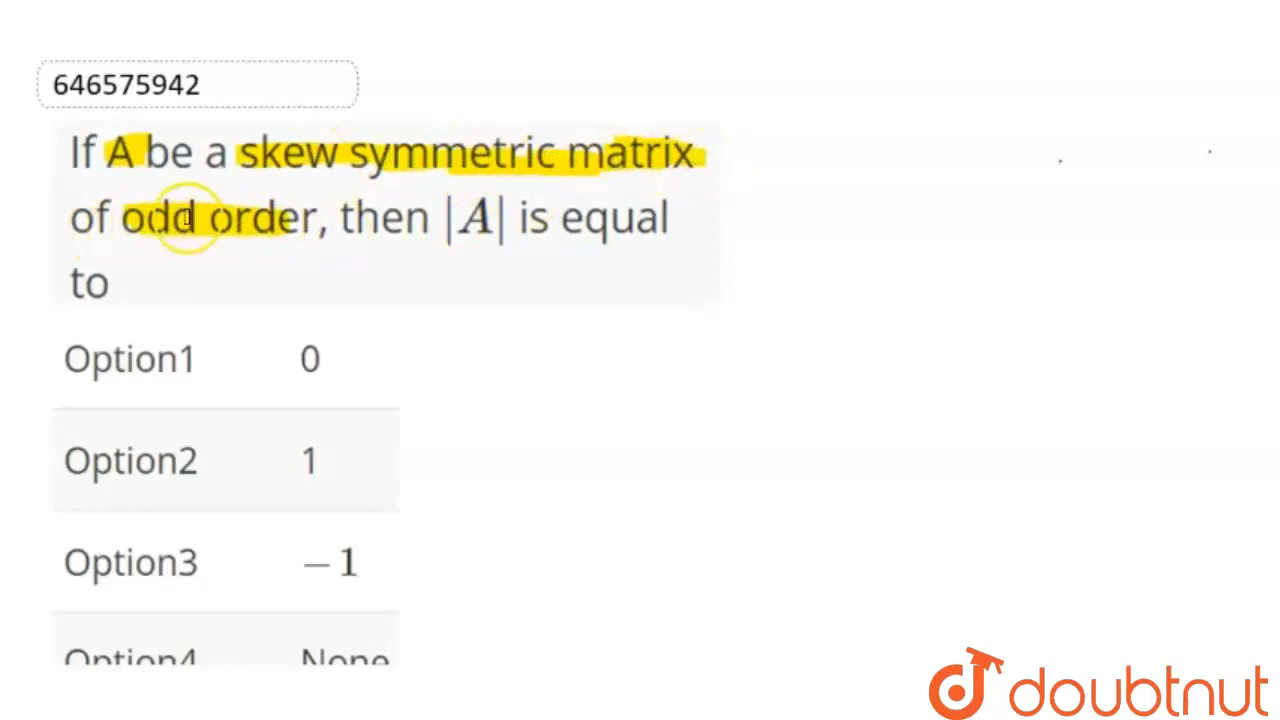 646575942
If A be a skew symmetric matrix
of odd order, then |A| is equal
to
Option1 0
Option2 1
Option3 −1
Option4 None
doubtnut